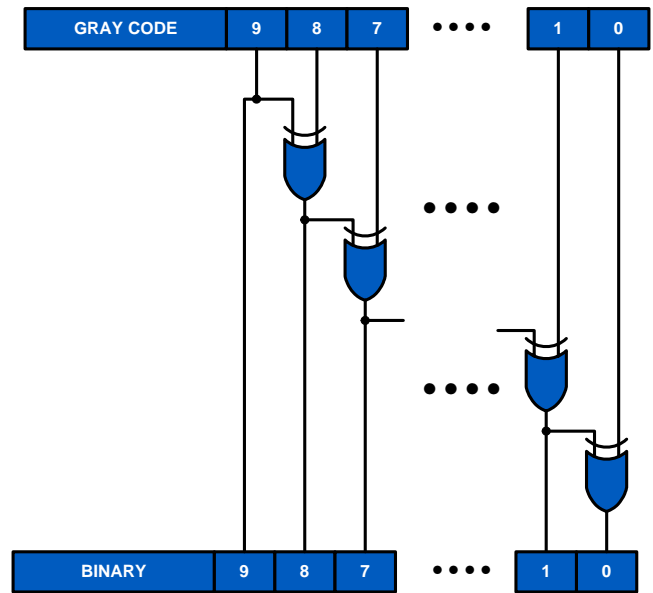 GRAY CODE 9 8 7 •••• 1 0
BINARY 9 8 7 •••• 1 0